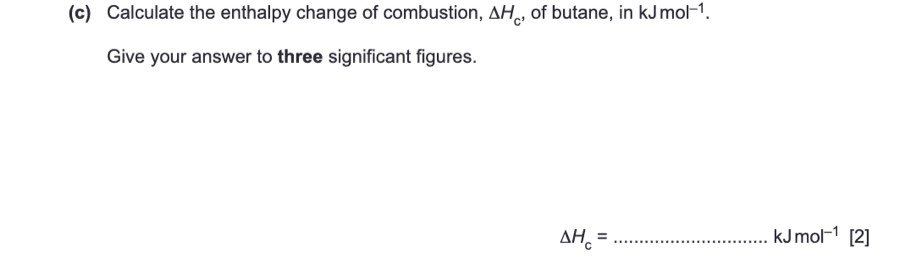 (c) Calculate the enthalpy change of combustion, ΔHc, of butane, in kJ mol–1.
Give your answer to three significant figures.
ΔHc = ............................... kJ mol–1 [2]